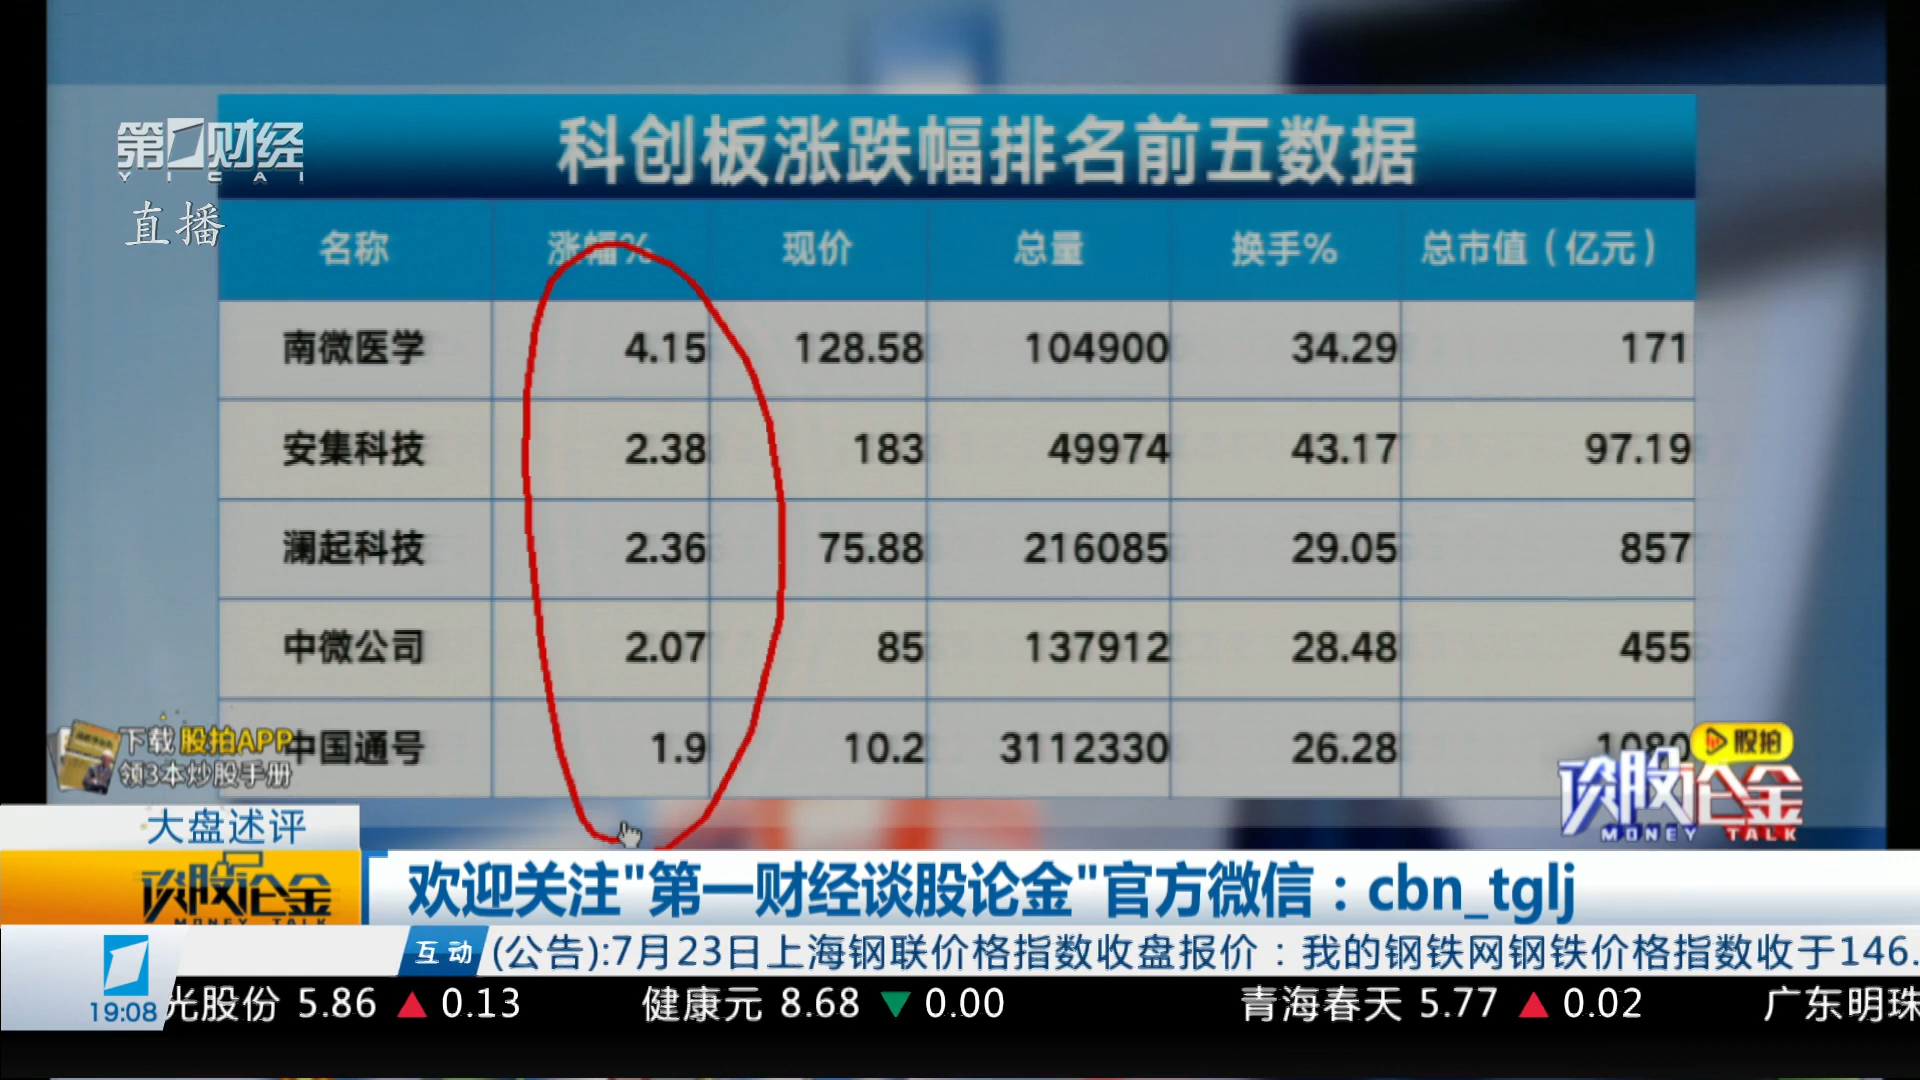 第1财经
YICAI
直播
科创板涨跌幅排名前五数据
名称 涨幅% 现价 总量 换手% 总市值（亿元）
南微医学 4.15 128.58 104900 34.29 171
安集科技 2.38 183 49974 43.17 97.19
澜起科技 2.36 75.88 216085 29.05 857
中微公司 2.07 85 137912 28.48 455
中国通号 1.9 10.2 3112330 26.28 1080
下载股拍APP
领3本炒股手册
股拍
谈股论金
MONEY TALK
大盘述评
谈股论金
MONEY TALK
欢迎关注"第一财经谈股论金"官方微信：cbn_tglj
互动 (公告):7月23日上海钢联价格指数收盘报价：我的钢铁网钢铁价格指数收于146.
19:08
光股份 5.86 ▲ 0.13 健康元 8.68 ▼ 0.00 青海春天 5.77 ▲ 0.02 广东明珠